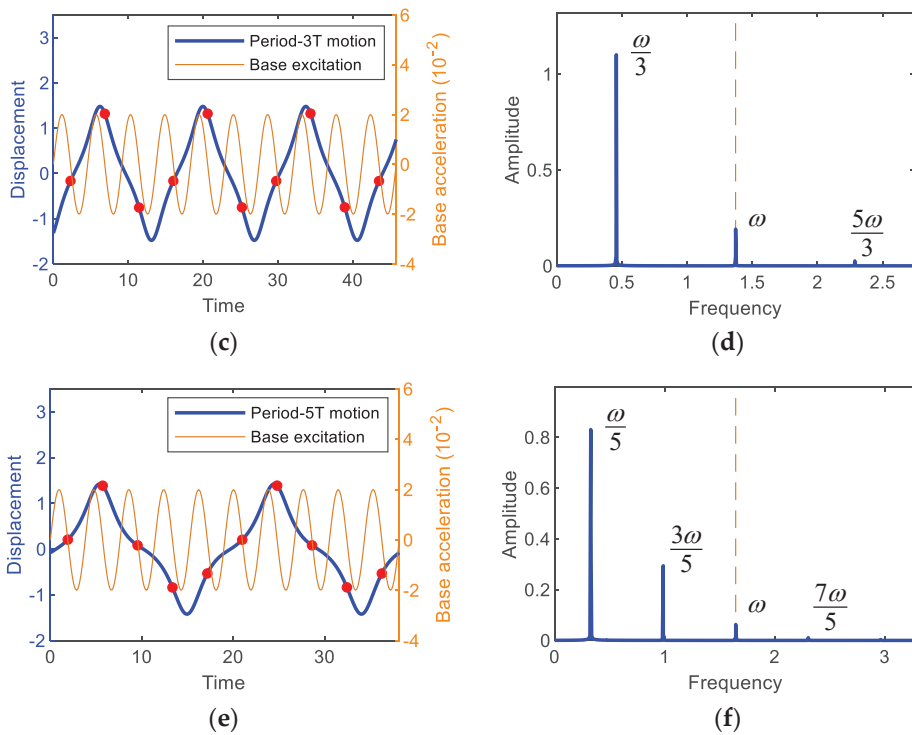 Period-3T motion
Base excitation
3
2
1
0
-1
-2
6
4
2
0
-2
-4
0 10 20 30 40
Displacement
Base acceleration (10^-2)
Time
(c)
ω/3
ω
5ω/3
1
0.5
0
0.5 1 1.5 2 2.5
Amplitude
Frequency
(d)
Period-5T motion
Base excitation
3
2
1
0
-1
-2
6
4
2
0
-2
-4
0 10 20 30
Displacement
Base acceleration (10^-2)
Time
(e)
ω/5
3ω/5
ω
7ω/5
0.8
0.6
0.4
0.2
0
0 1 2 3
Amplitude
Frequency
(f)